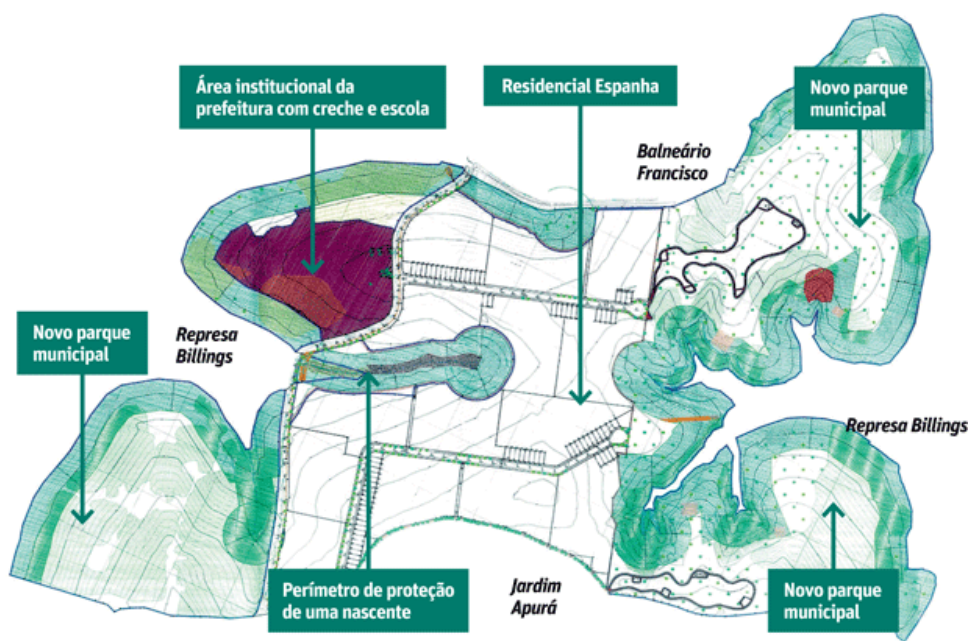 Área institucional da
prefeitura com creche e escola
Residencial Espanha
Novo parque
municipal
Balneário
Francisco
Novo parque
municipal
Represa
Billings
Represa Billings
Perímetro de proteção
de uma nascente
Jardim
Apurá
Novo parque
municipal